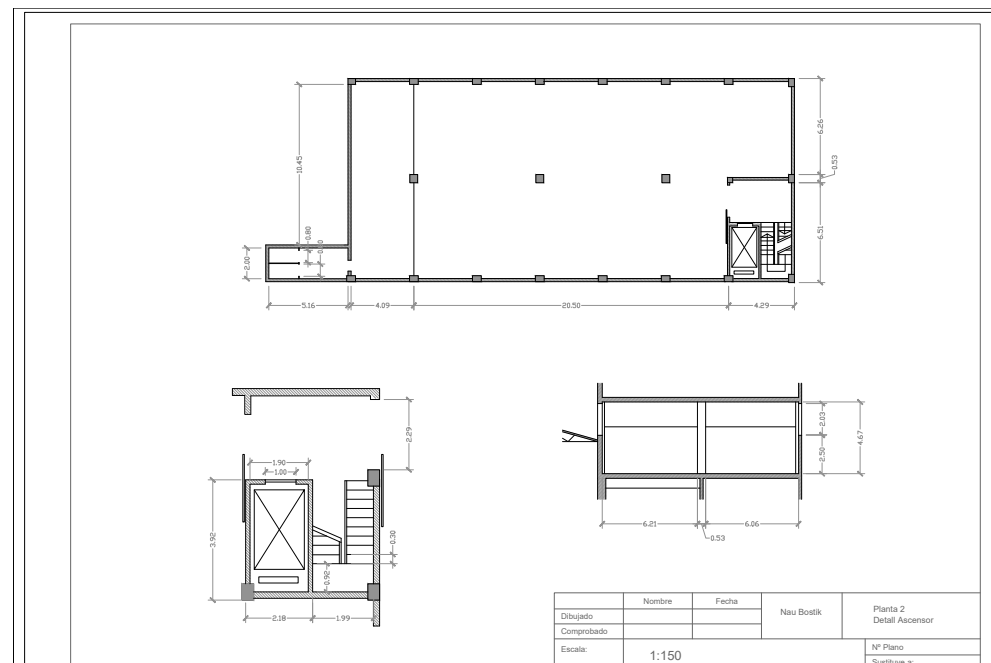 10.45
6.26
0.53
6.51
0.80
2.00
5.16
4.09
20.50
4.29
2.29
1.90
1.00
3.92
0.30
0.92
2.18
1.99
2.03
4.67
2.50
6.21
6.06
0.53
Nombre Fecha
Dibujado
Comprobado
Nau Bostik
Planta 2
Detall Ascensor
Escala:
1:150
Nº Plano
Sustituye a: